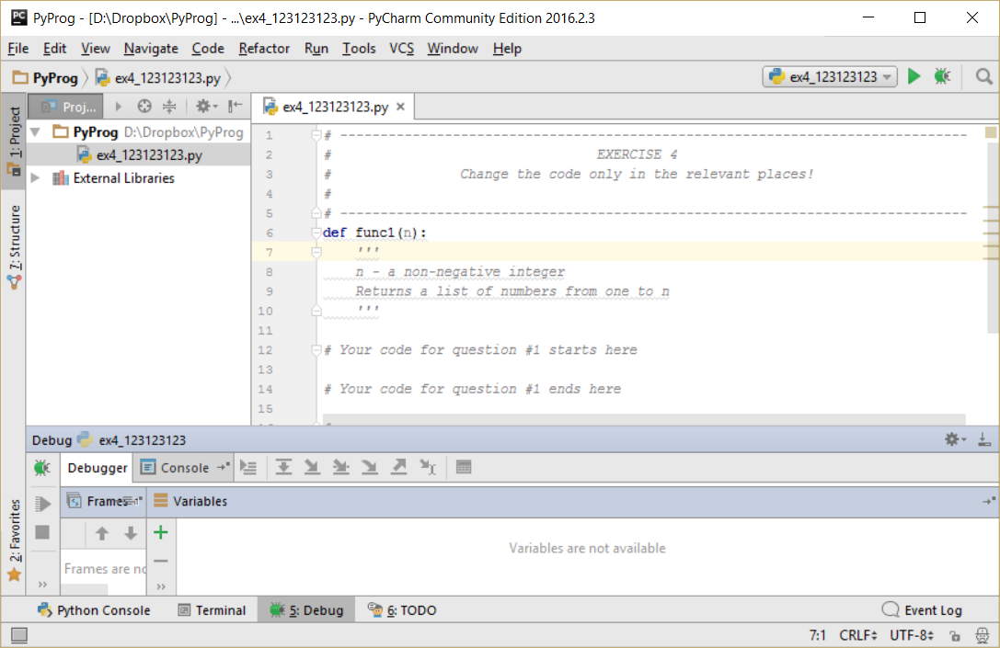 PyProg - [D:\Dropbox\PyProg] - ...\ex4_123123123.py - PyCharm Community Edition 2016.2.3
File Edit View Navigate Code Refactor Run Tools VCS Window Help
PyProg ex4_123123123.py
ex4_123123123
1: Project
7: Structure
2: Favorites
Proj...
PyProg D:\Dropbox\PyProg
ex4_123123123.py
External Libraries
ex4_123123123.py
1 # ------------------------------------------------------------------------------
2 # EXERCISE 4
3 # Change the code only in the relevant places!
4 #
5 # ------------------------------------------------------------------------------
6 def func1(n):
7 '''
8 n - a non-negative integer
9 Returns a list of numbers from one to n
10 '''
11
12 # Your code for question #1 starts here
13
14 # Your code for question #1 ends here
15
Debug ex4_123123123
Debugger Console
Frames Variables
Frames are no
Variables are not available
Python Console Terminal 5: Debug 6: TODO Event Log
7:1 CRLF UTF-8